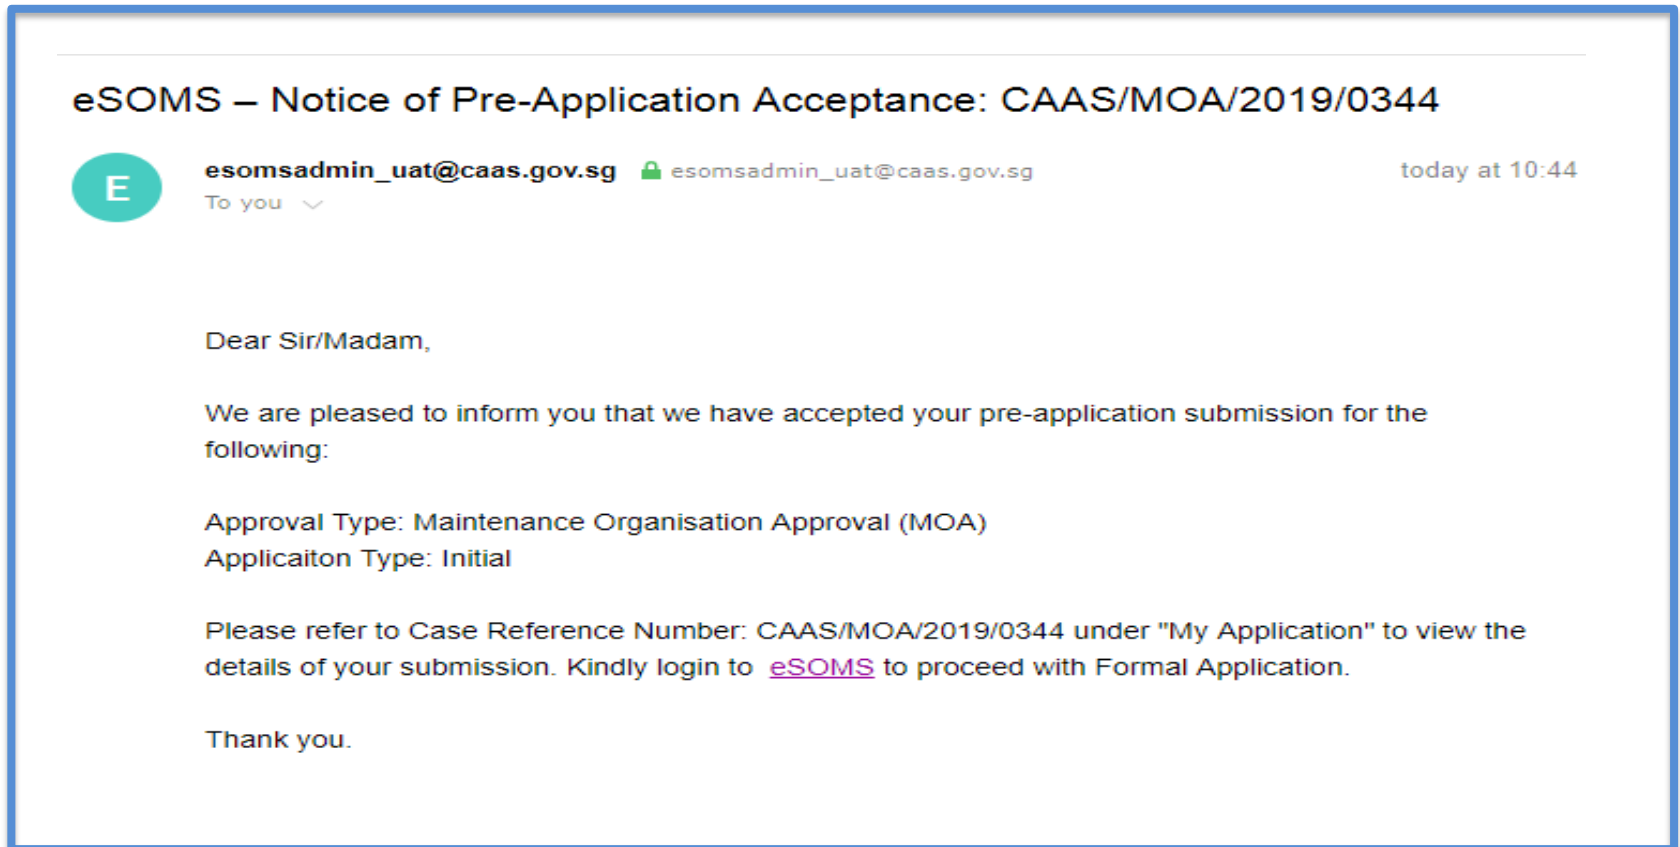 eSOMS – Notice of Pre-Application Acceptance: CAAS/MOA/2019/0344
E
esomsadmin_uat@caas.gov.sg esomsadmin_uat@caas.gov.sg today at 10:44
To you
Dear Sir/Madam,
We are pleased to inform you that we have accepted your pre-application submission for the
following:
Approval Type: Maintenance Organisation Approval (MOA)
Applicaiton Type: Initial
Please refer to Case Reference Number: CAAS/MOA/2019/0344 under "My Application" to view the
details of your submission. Kindly login to eSOMS to proceed with Formal Application.
Thank you.